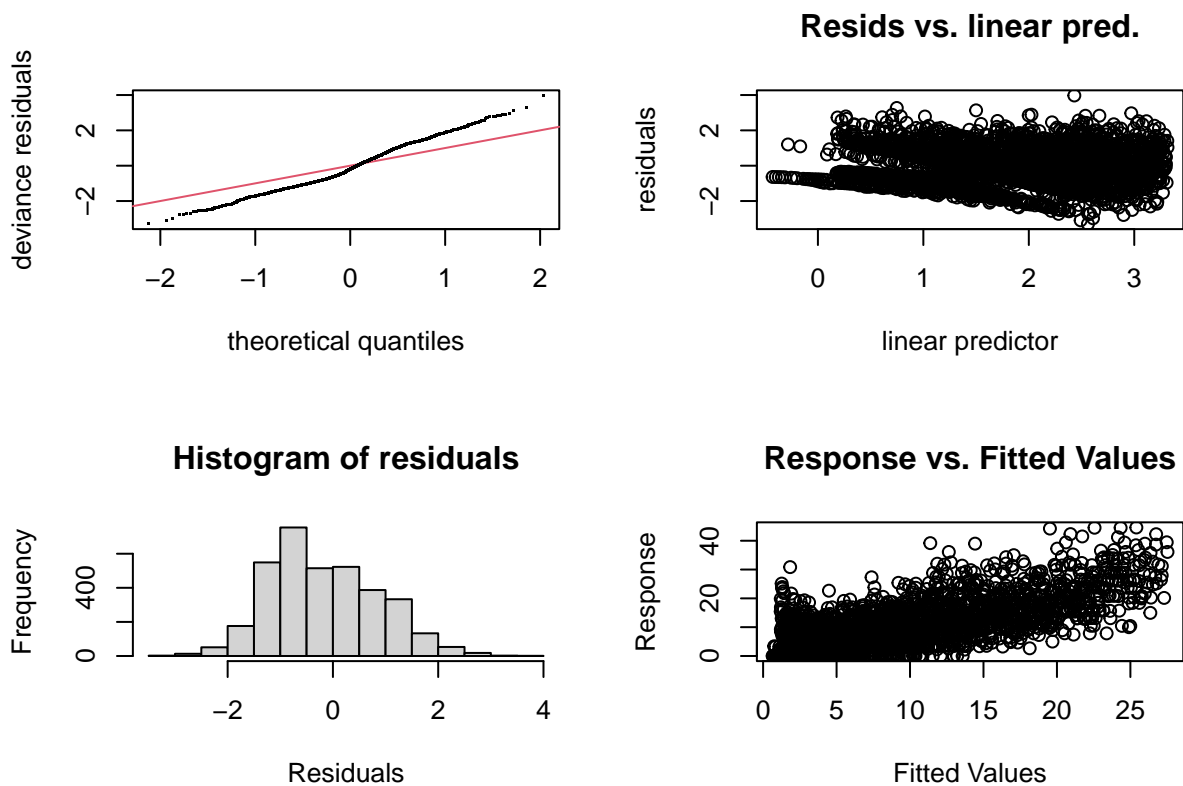 deviance residuals
2
−2
−2 −1 0 1 2
theoretical quantiles
Resids vs. linear pred.
residuals
2
−2
0 1 2 3
linear predictor
Histogram of residuals
Frequency
400
0
−2 0 2 4
Residuals
Response vs. Fitted Values
Response
40
20
0
0 5 10 15 20 25
Fitted Values